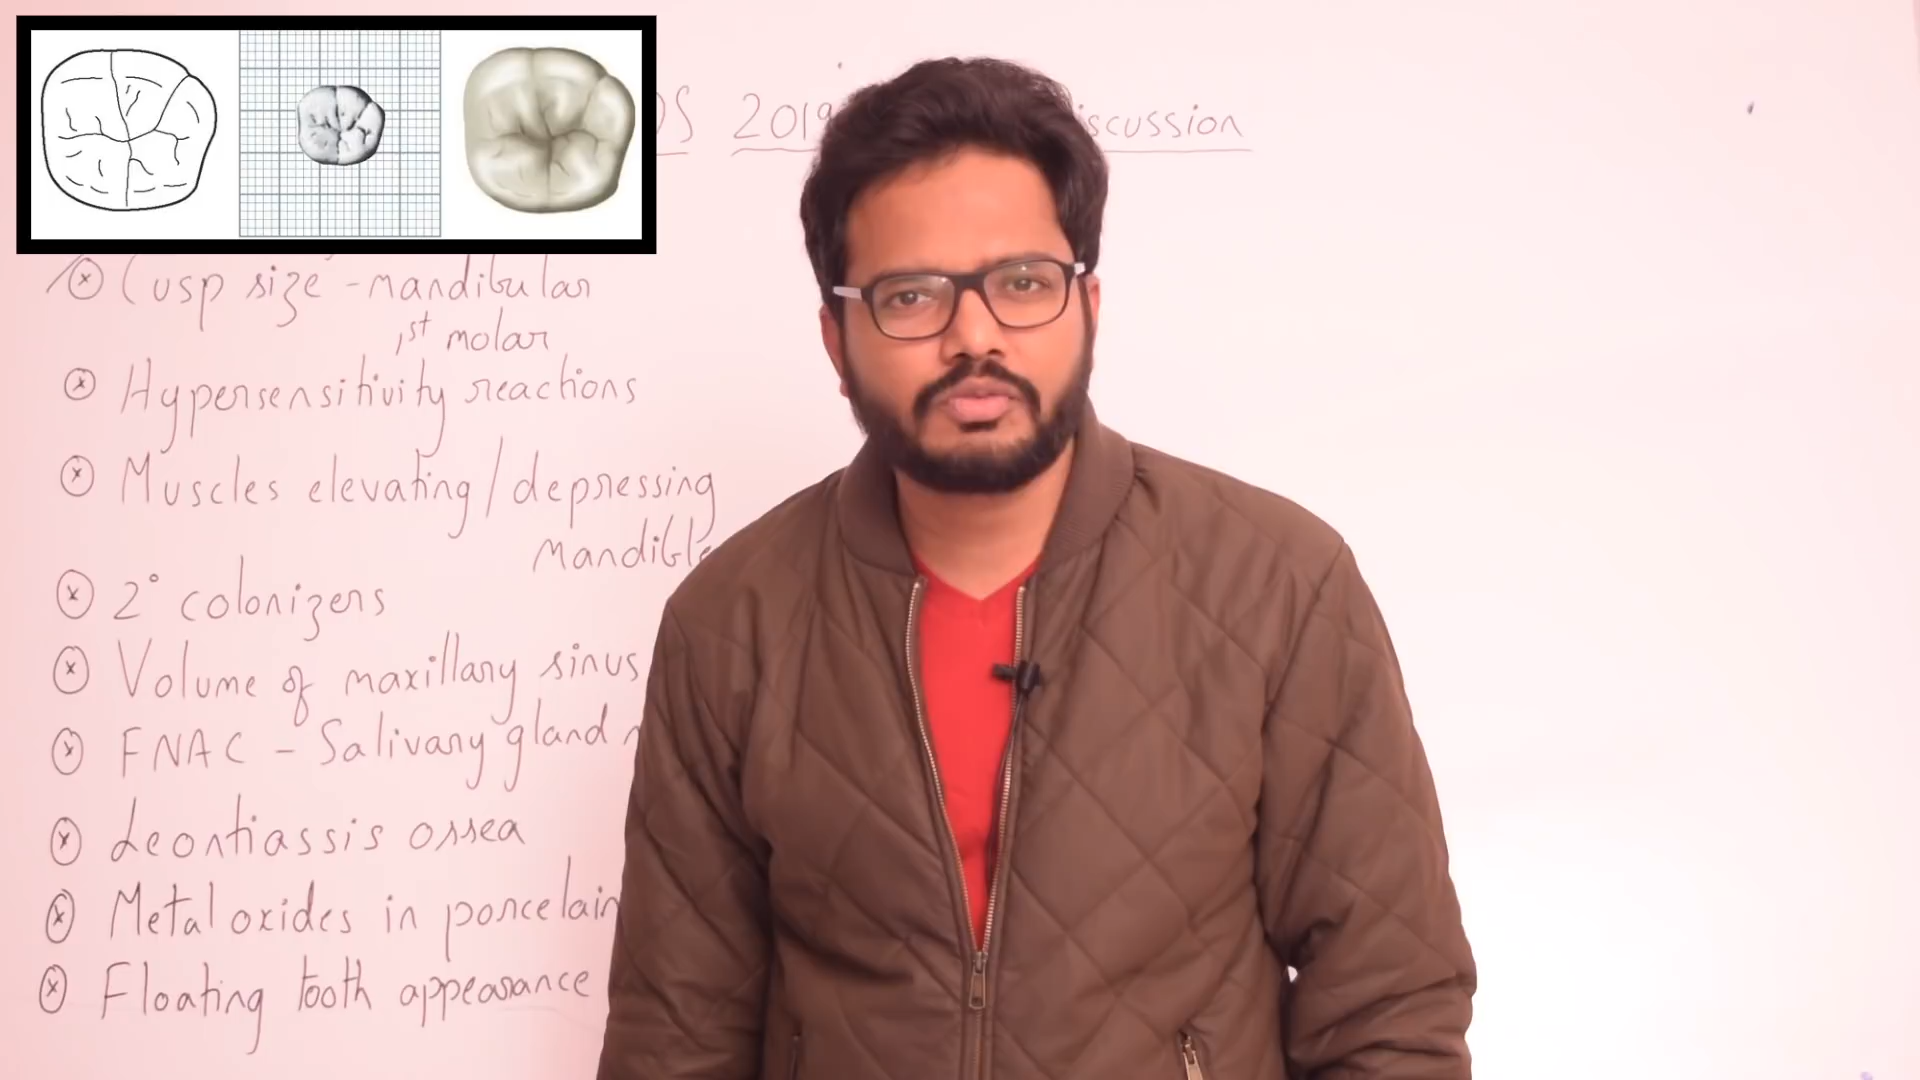 DS 2019 iscussion
Cusp size - mandibular
1st molar
Hypersensitivity reactions
Muscles elevating/depressing
Mandible
2° colonizers
Volume of maxillary sinus
FNAC - Salivary gland
Leontiassis ossea
Metal oxides in porcelain
Floating tooth appearance